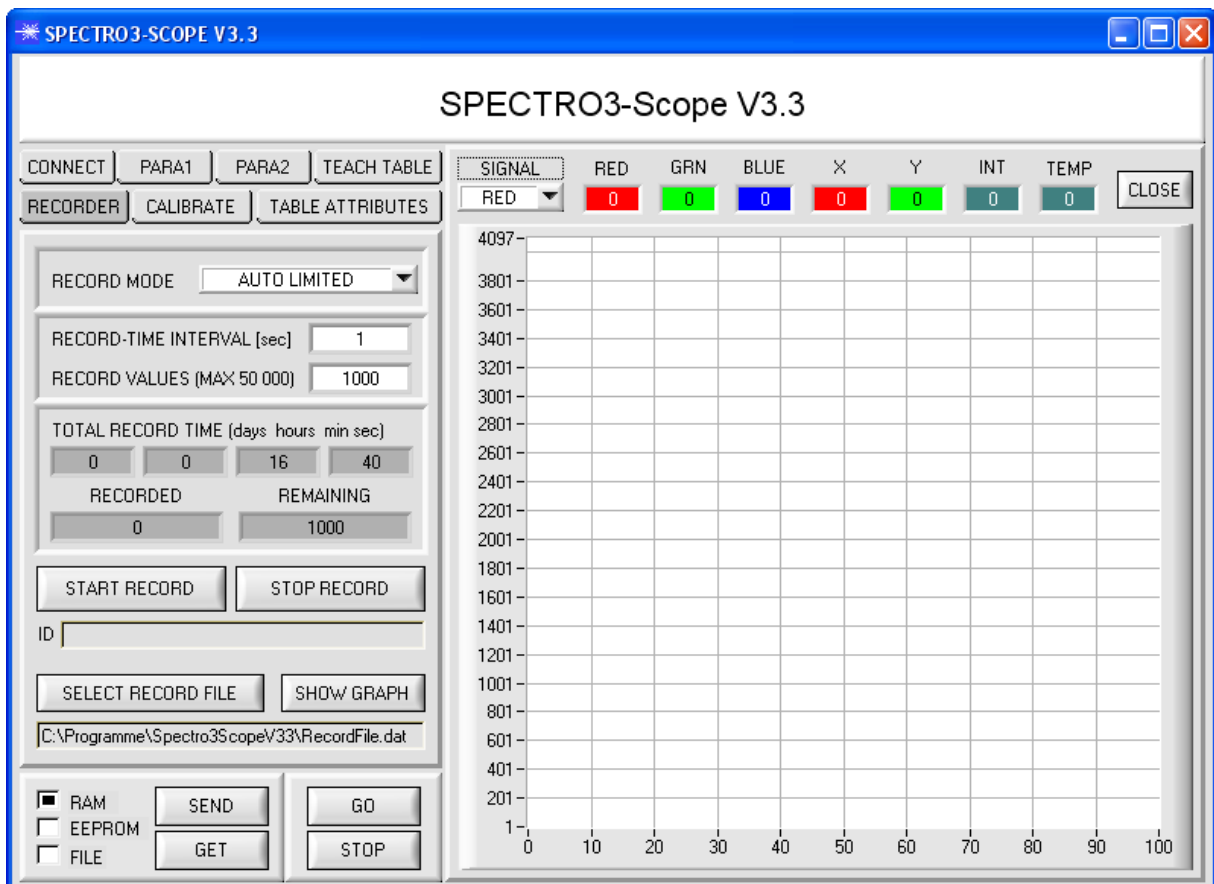 SPECTRO3-SCOPE V3.3
SPECTRO3-Scope V3.3
CONNECT PARA1 PARA2 TEACH TABLE
RECORDER CALIBRATE TABLE ATTRIBUTES
RECORD MODE AUTO LIMITED
RECORD-TIME INTERVAL [sec] 1
RECORD VALUES (MAX 50 000) 1000
TOTAL RECORD TIME (days hours min sec)
0 0 16 40
RECORDED REMAINING
0 1000
START RECORD STOP RECORD
ID
SELECT RECORD FILE SHOW GRAPH
C:\Programme\Spectro3ScopeV33\RecordFile.dat
RAM
EEPROM
FILE
SEND
GET
GO
STOP
SIGNAL RED GRN BLUE X Y INT TEMP
RED 0 0 0 0 0 0 0
CLOSE
4097
3801
3601
3401
3201
3001
2801
2601
2401
2201
2001
1801
1601
1401
1201
1001
801
601
401
201
1
0 10 20 30 40 50 60 70 80 90 100